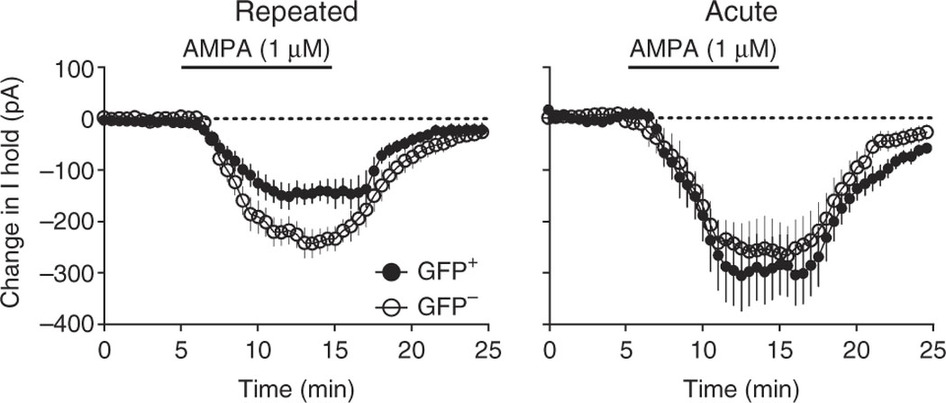 Repeated
Acute
AMPA (1 µM)
AMPA (1 µM)
Change in I hold (pA)
100
0
–100
–200
–300
–400
GFP+
GFP–
0 5 10 15 20 25
0 5 10 15 20 25
Time (min)
Time (min)